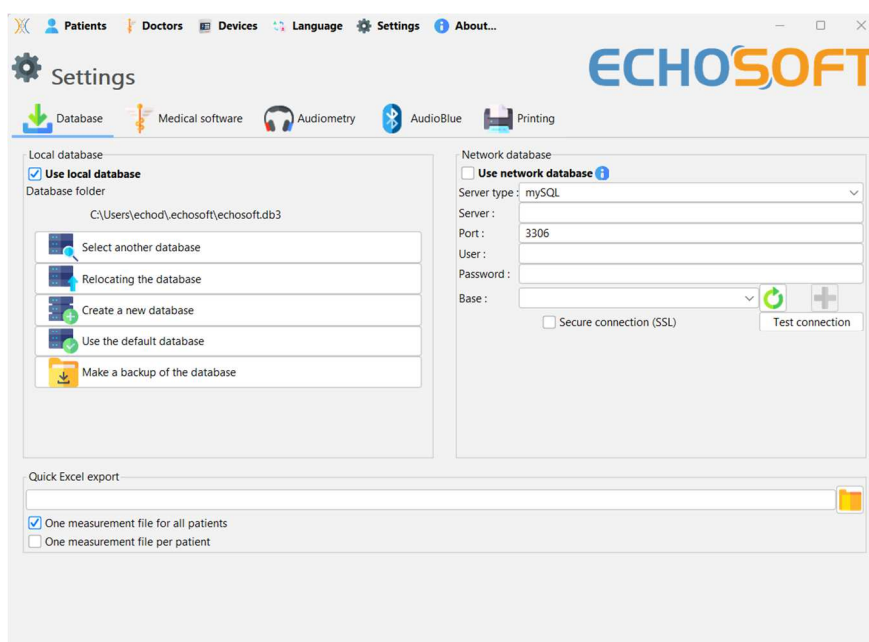 Patients Doctors Devices Language Settings About...
Settings
ECHOSOFT
Database Medical software Audiometry AudioBlue Printing
Local database
Use local database
Database folder
C:\Users\echod\.echosoft\echosoft.db3
Select another database
Relocating the database
Create a new database
Use the default database
Make a backup of the database
Network database
Use network database
Server type : mySQL
Server :
Port : 3306
User :
Password :
Base :
Secure connection (SSL) Test connection
Quick Excel export
One measurement file for all patients
One measurement file per patient